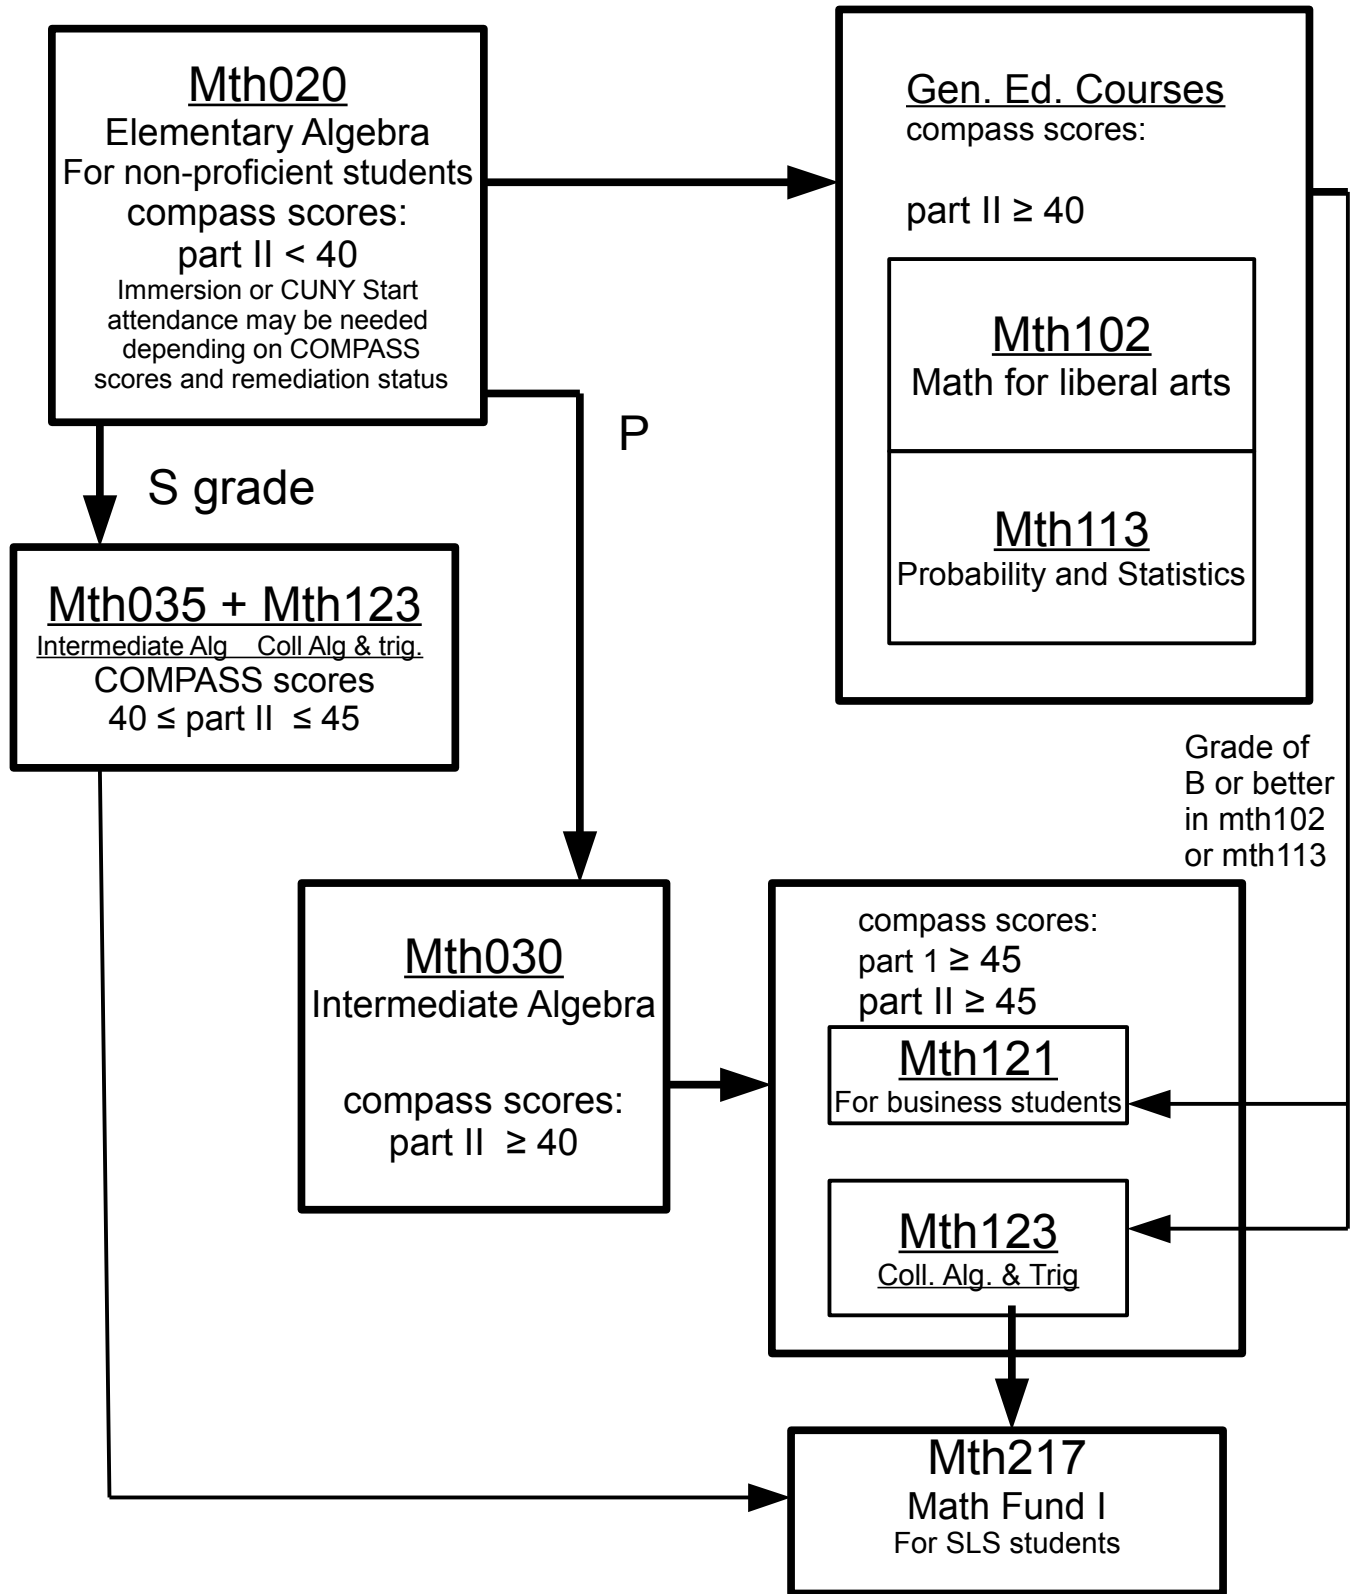 Mth020
Elementary Algebra
For non-proficient students
compass scores:
part II < 40
Immersion or CUNY Start
attendance may be needed
depending on COMPASS
scores and remediation status
Gen. Ed. Courses
compass scores:
part II ≥ 40
Mth102
Math for liberal arts
Mth113
Probability and Statistics
P
S grade
Mth035 + Mth123
Intermediate Alg Coll Alg & trig.
COMPASS scores
40 ≤ part II ≤ 45
Grade of
B or better
in mth102
or mth113
Mth030
Intermediate Algebra
compass scores:
part II ≥ 40
compass scores:
part 1 ≥ 45
part II ≥ 45
Mth121
For business students
Mth123
Coll. Alg. & Trig
Mth217
Math Fund I
For SLS students